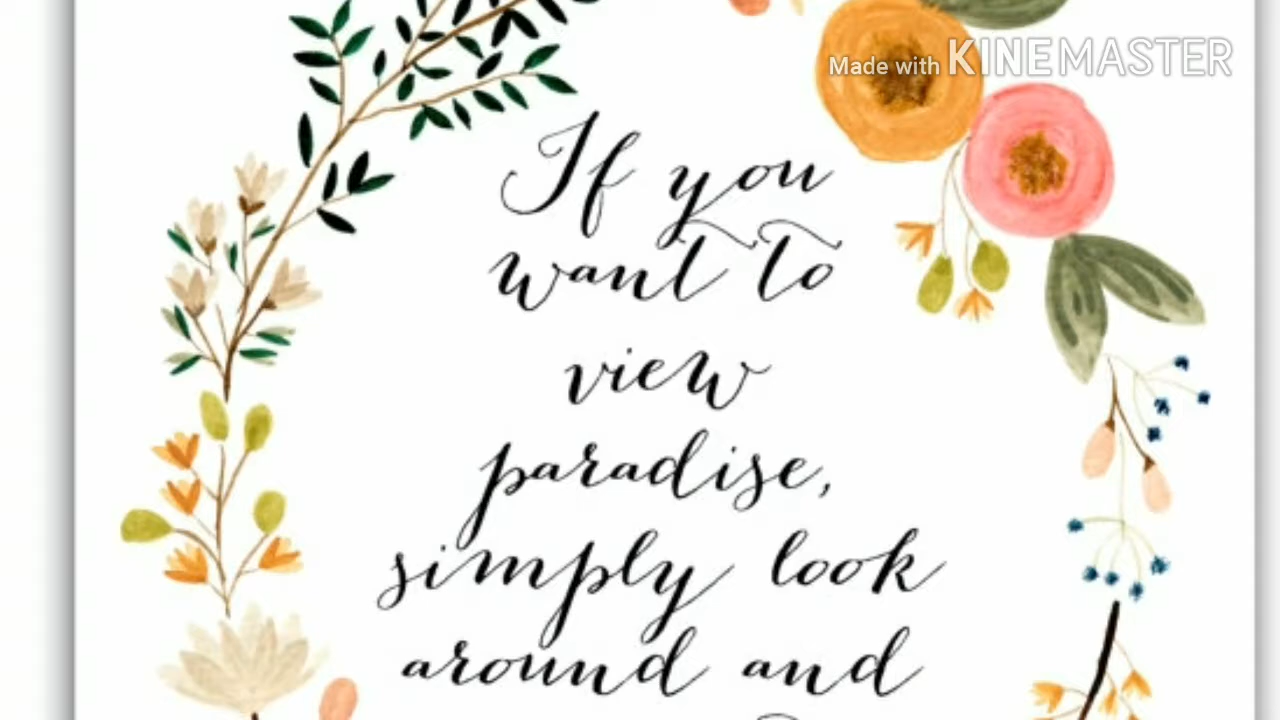 Made with KINEMASTER
If you
want to
view
paradise,
simply look
around and